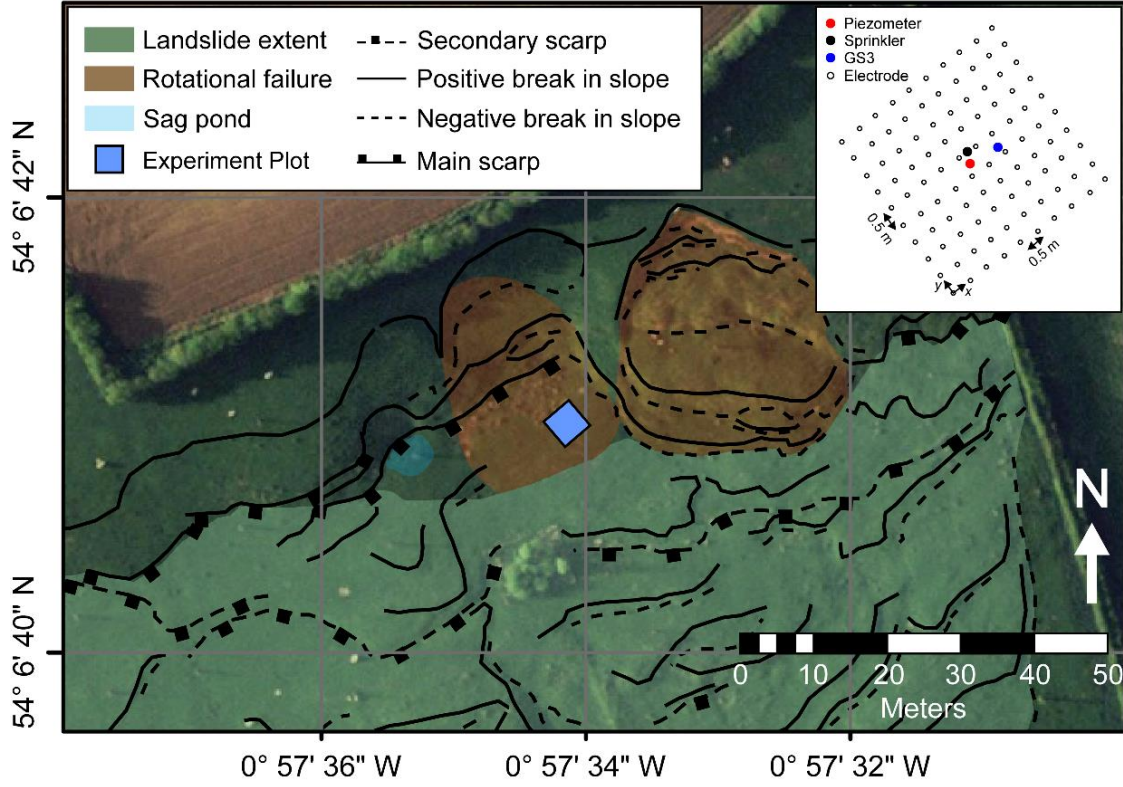 Landslide extent
Rotational failure
Sag pond
Experiment Plot
Secondary scarp
Positive break in slope
Negative break in slope
Main scarp
Piezometer
Sprinkler
GS3
Electrode
0.5 m
0.5 m
y x
54° 6' 42" N
54° 6' 40" N
N
0 10 20 30 40 50
Meters
0° 57' 36" W 0° 57' 34" W 0° 57' 32" W